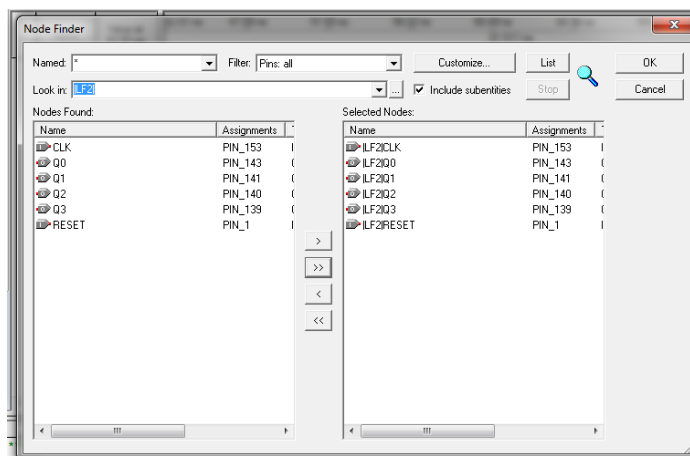 Node Finder
Named: * Filter: Pins: all Customize... List OK
Look in: |LF2| ... Include subentities Stop Cancel
Nodes Found:
Name Assignments
CLK PIN_153
Q0 PIN_143
Q1 PIN_141
Q2 PIN_140
Q3 PIN_139
RESET PIN_1
>
>>
<
<<
Selected Nodes:
Name Assignments
|LF2|CLK PIN_153
|LF2|Q0 PIN_143
|LF2|Q1 PIN_141
|LF2|Q2 PIN_140
|LF2|Q3 PIN_139
|LF2|RESET PIN_1